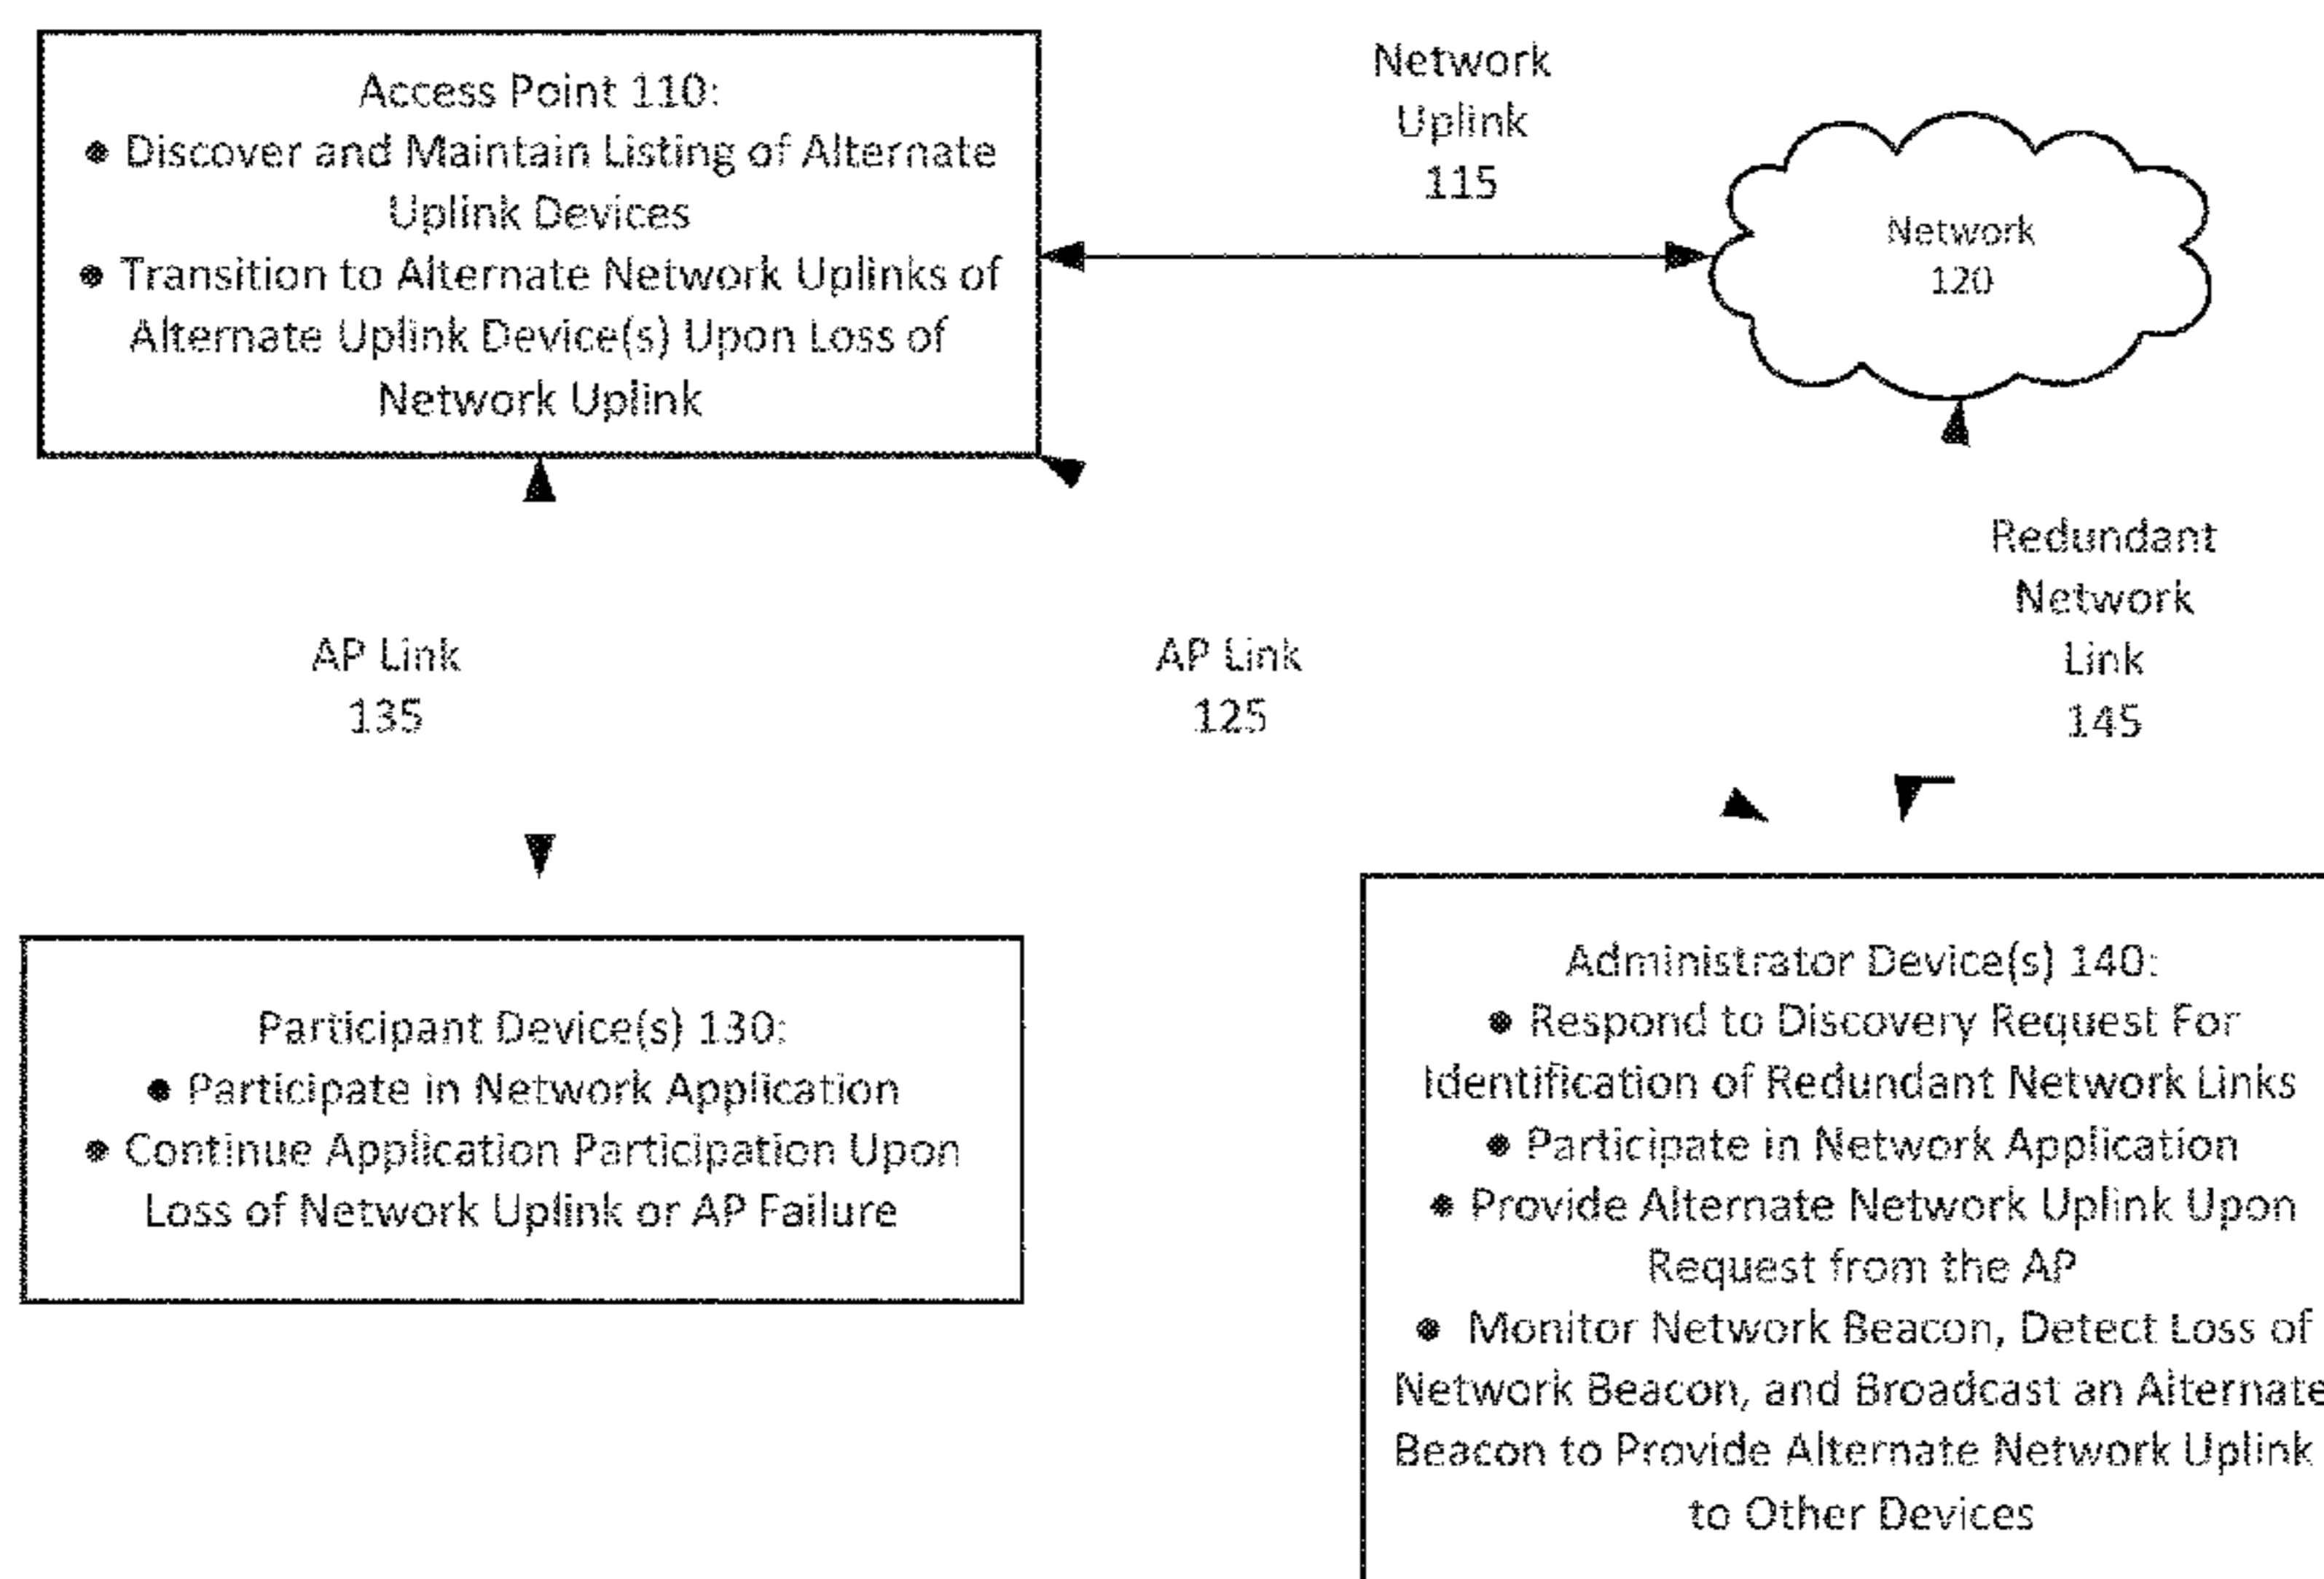 Access Point 110:
• Discover and Maintain Listing of Alternate
Uplink Devices
• Transition to Alternate Network Uplinks of
Alternate Uplink Device(s) Upon Loss of
Network Uplink
Network
Uplink
115
Network
120
Redundant
Network
Link
145
AP Link
135
AP Link
125
Participant Device(s) 130:
• Participate in Network Application
• Continue Application Participation Upon
Loss of Network Uplink or AP Failure
Administrator Device(s) 140:
• Respond to Discovery Request For
Identification of Redundant Network Links
• Participate in Network Application
• Provide Alternate Network Uplink Upon
Request from the AP
• Monitor Network Beacon, Detect Loss of
Network Beacon, and Broadcast an Alternate
Beacon to Provide Alternate Network Uplink
to Other Devices